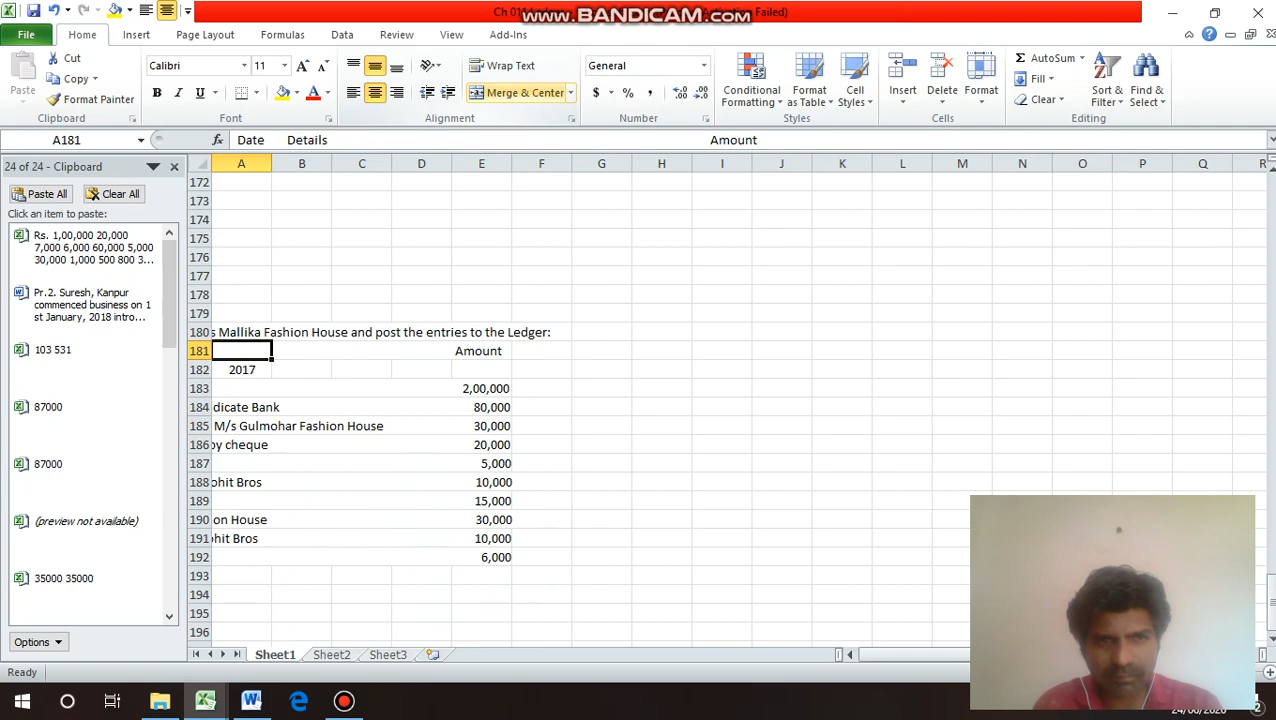 (Activation Failed)
www.BANDICAM.com
File Home Insert Page Layout Formulas Data Review View Add-Ins
Paste
Cut
Copy
Format Painter
Clipboard
Calibri 11
B I U
Font
Wrap Text
Merge & Center
Alignment
General
$ % ,
Number
Conditional Formatting
Format as Table
Cell Styles
Styles
Insert
Delete
Format
Cells
Σ AutoSum
Fill
Clear
Sort & Filter
Find & Select
Editing
A181 fx Date Details Amount
24 of 24 - Clipboard
Paste All Clear All
Click an item to paste:
Rs. 1,00,000 20,000
7,000 6,000 60,000 5,000
30,000 1,000 500 800 3...
Pr.2. Suresh, Kanpur
commenced business on 1
st January, 2018 intro...
103 531
87000
87000
(preview not available)
35000 35000
Options
A B C D E F G H I J K L M N O P Q R
172
173
174
175
176
177
178
179
180 s Mallika Fashion House and post the entries to the Ledger:
181 Amount
182 2017
183 2,00,000
184 dicate Bank 80,000
185 M/s Gulmohar Fashion House 30,000
186 by cheque 20,000
187 5,000
188 ohit Bros 10,000
189 15,000
190 on House 30,000
191 ohit Bros 10,000
192 6,000
193
194
195
196
Sheet1 Sheet2 Sheet3
Ready